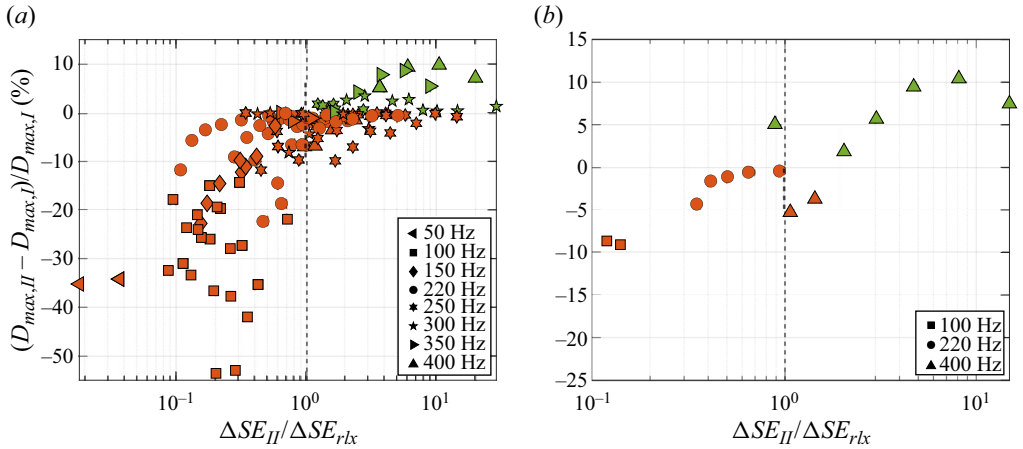 (a)
(D_{max,II} − D_{max,I})/D_{max,I} (%)
10
0
−10
−20
−30
−40
−50
10^{−1}
10^{0}
10^{1}
ΔSE_{II}/ΔSE_{rlx}
50 Hz
100 Hz
150 Hz
220 Hz
250 Hz
300 Hz
350 Hz
400 Hz
(b)
15
10
5
0
−5
−10
−15
−20
−25
10^{−1}
10^{0}
10^{1}
ΔSE_{II}/ΔSE_{rlx}
100 Hz
220 Hz
400 Hz